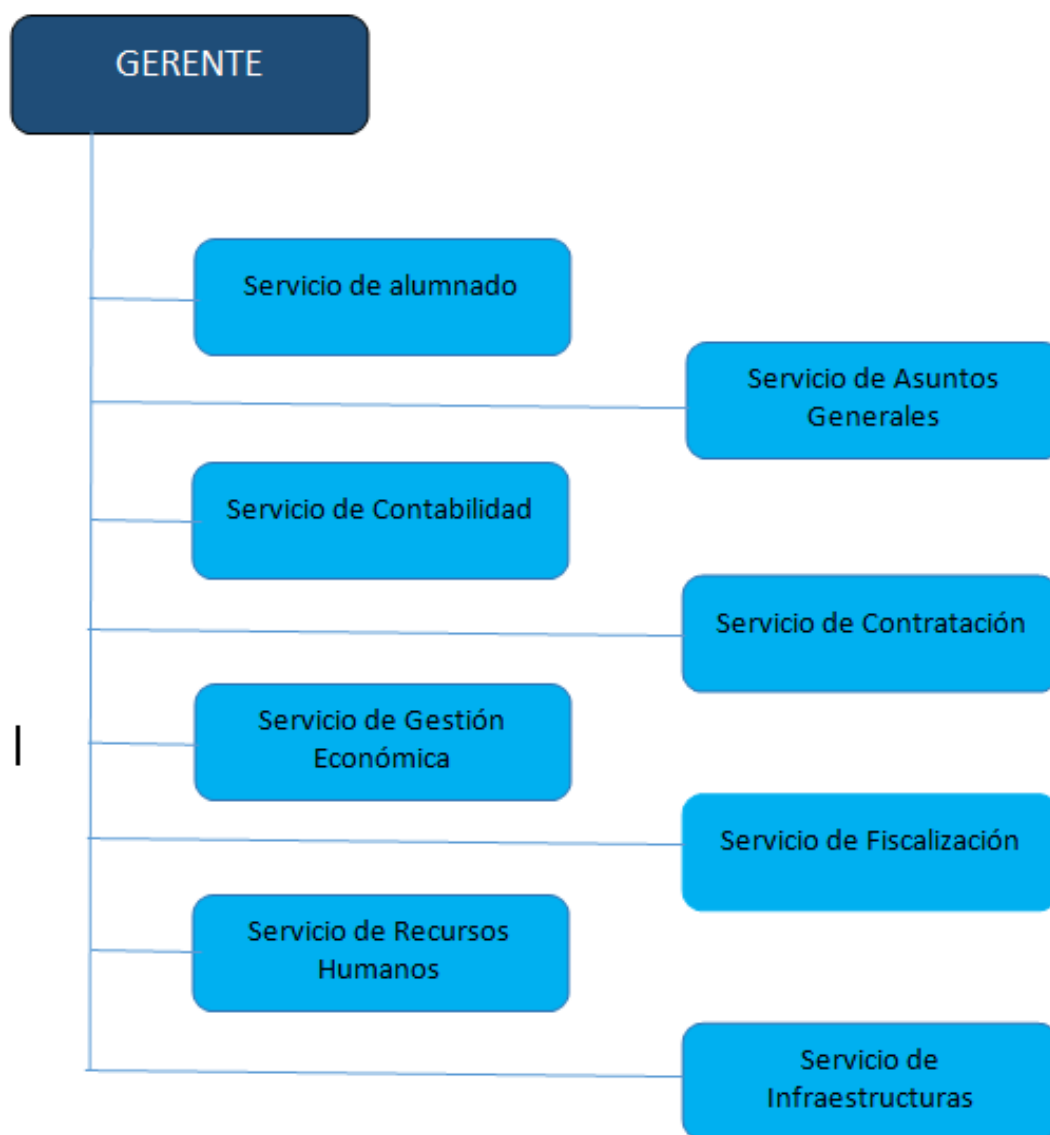 GERENTE
Servicio de alumnado
Servicio de Asuntos
Generales
Servicio de Contabilidad
Servicio de Contratación
Servicio de Gestión
Económica
Servicio de Fiscalización
Servicio de Recursos
Humanos
Servicio de
Infraestructuras